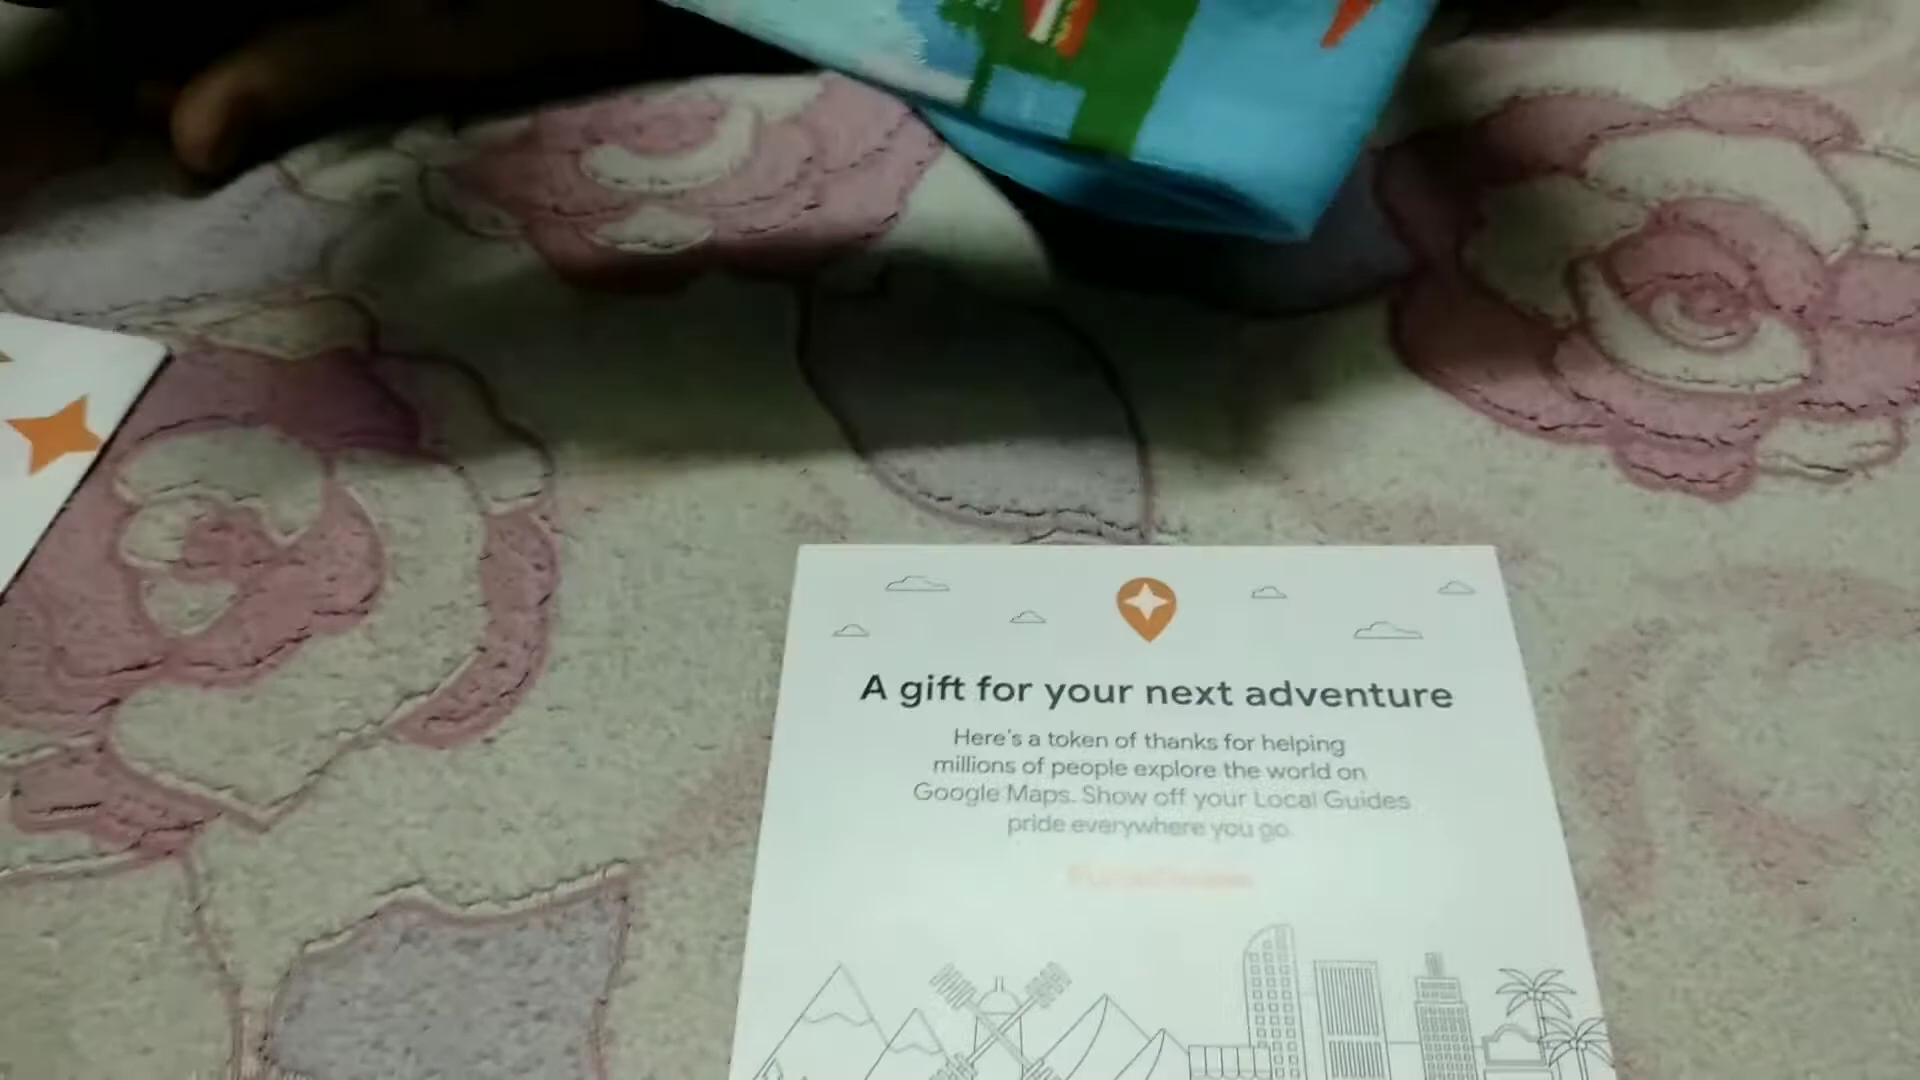 A gift for your next adventure
Here's a token of thanks for helping
millions of people explore the world on
Google Maps. Show off your Local Guides
pride everywhere you go.